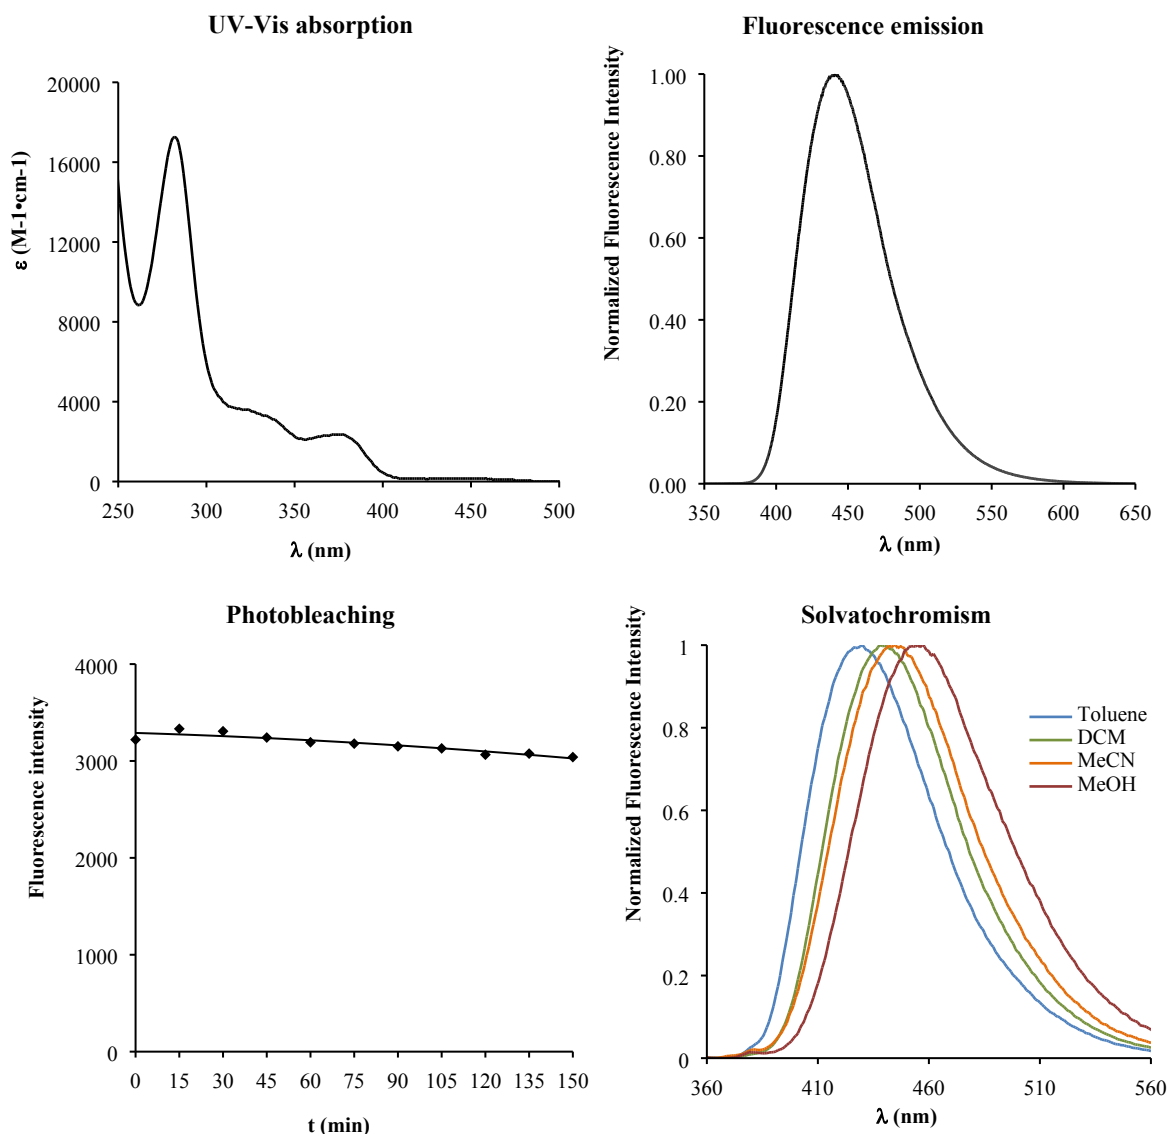 UV-Vis absorption
ε (M-1•cm-1)
20000
16000
12000
8000
4000
0
250 300 350 400 450 500
λ (nm)
Fluorescence emission
Normalized Fluorescence Intensity
1.00
0.80
0.60
0.40
0.20
0.00
350 400 450 500 550 600 650
λ (nm)
Photobleaching
Fluorescence intensity
4000
3000
2000
1000
0
0 15 30 45 60 75 90 105 120 135 150
t (min)
Solvatochromism
Normalized Fluorescence Intensity
1
0.8
0.6
0.4
0.2
0
360 410 460 510 560
λ (nm)
Toluene
DCM
MeCN
MeOH